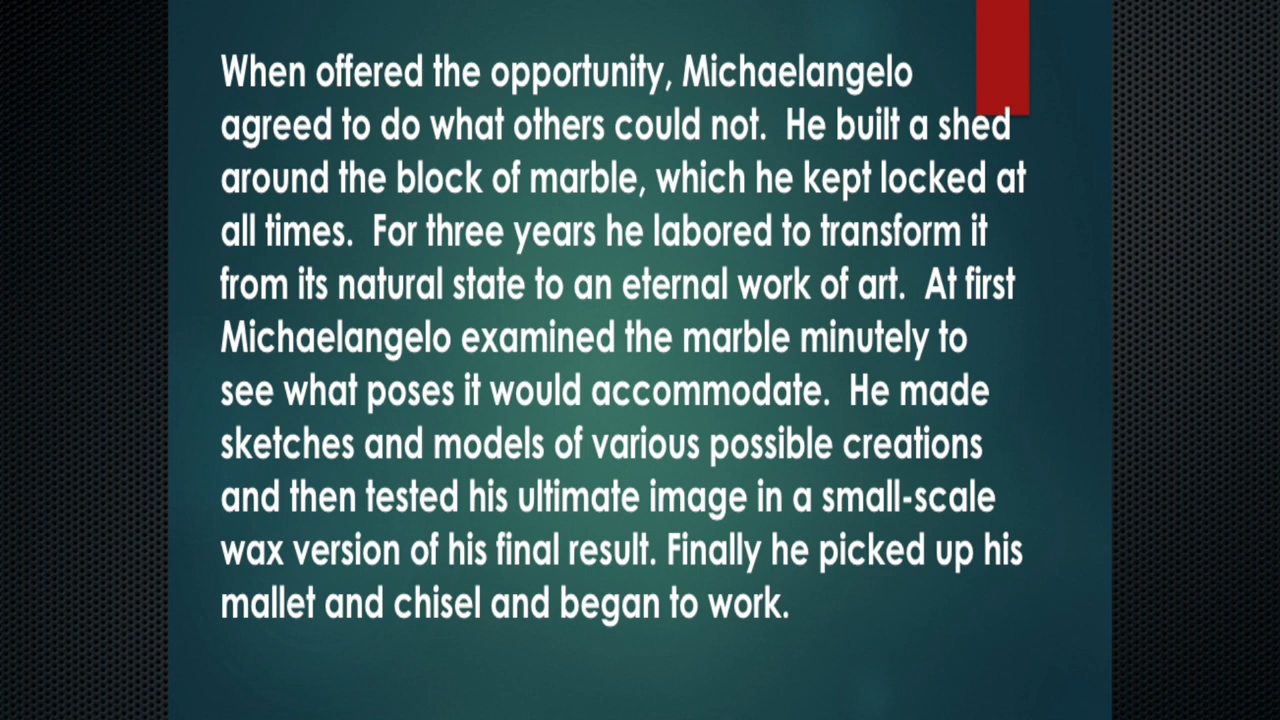 When offered the opportunity, Michaelangelo
agreed to do what others could not.  He built a shed
around the block of marble, which he kept locked at
all times.  For three years he labored to transform it
from its natural state to an eternal work of art.  At first
Michaelangelo examined the marble minutely to
see what poses it would accommodate.  He made
sketches and models of various possible creations
and then tested his ultimate image in a small-scale
wax version of his final result. Finally he picked up his
mallet and chisel and began to work.